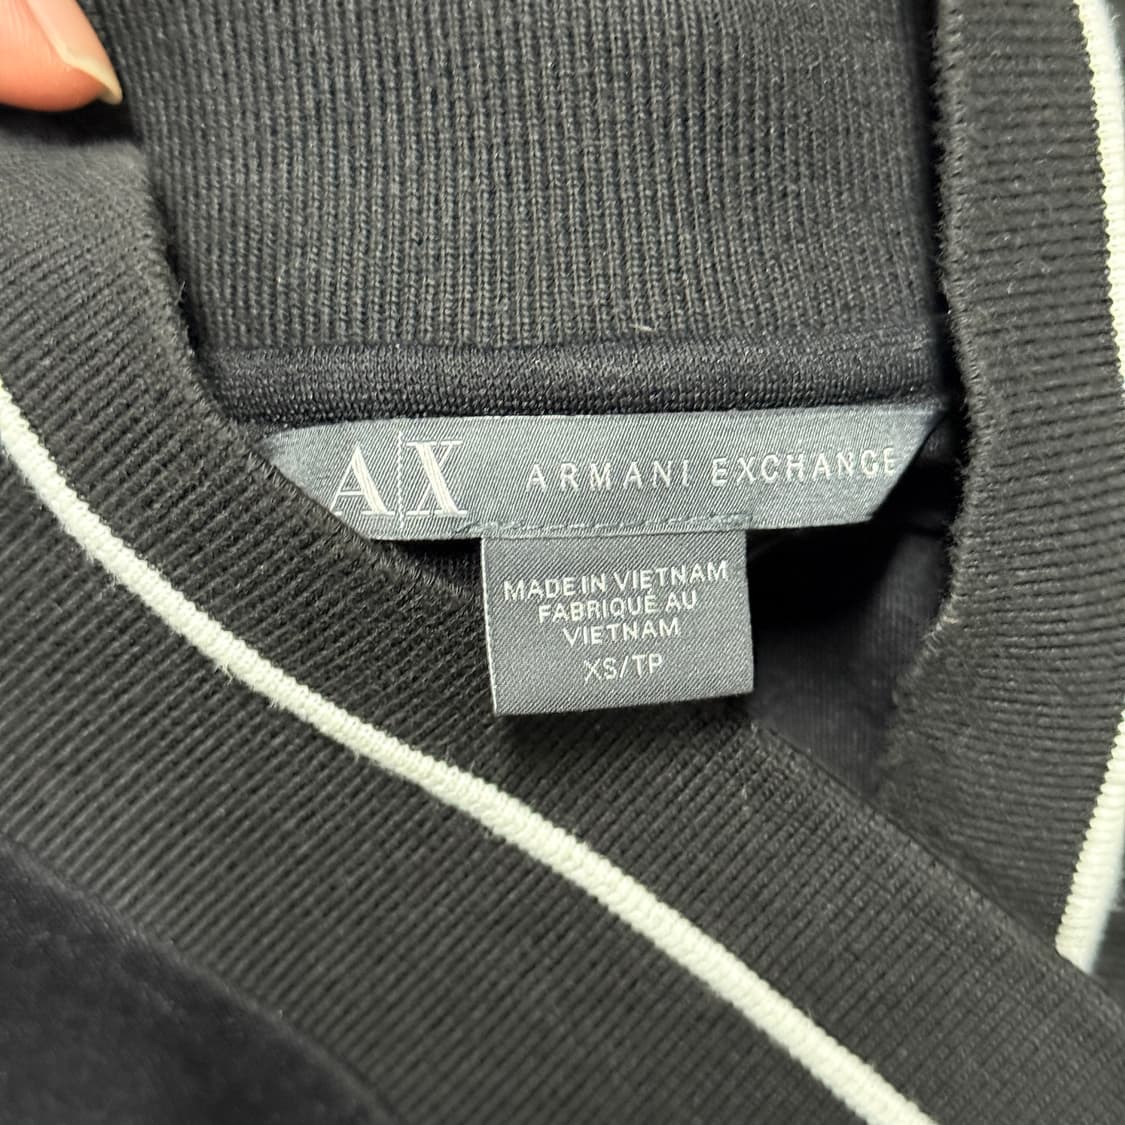 A|X ARMANI EXCHANGE
MADE IN VIETNAM
FABRIQUÉ AU
VIETNAM
XS/TP